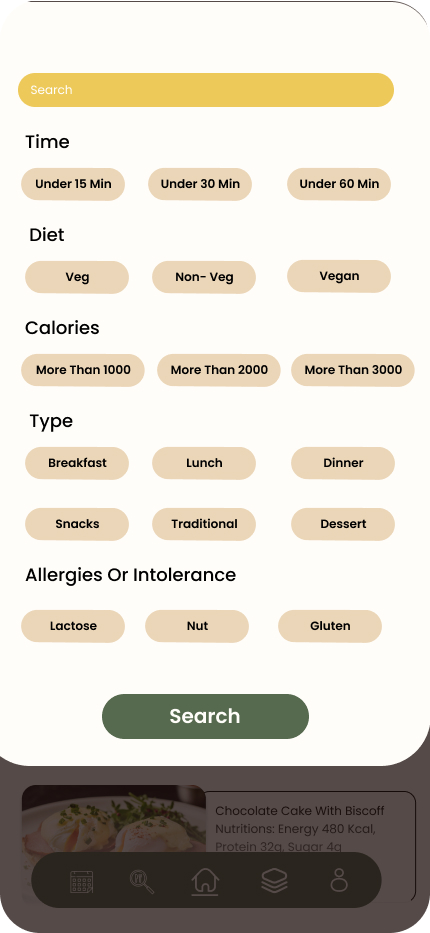 Search
Time
Under 15 Min Under 30 Min Under 60 Min
Diet
Veg Non- Veg Vegan
Calories
More Than 1000 More Than 2000 More Than 3000
Type
Breakfast Lunch Dinner
Snacks Traditional Dessert
Allergies Or Intolerance
Lactose Nut Gluten
Search
Chocolate Cake With Biscoff
Nutritions: Energy 480 Kcal,
Protein 32g, Sugar 4g